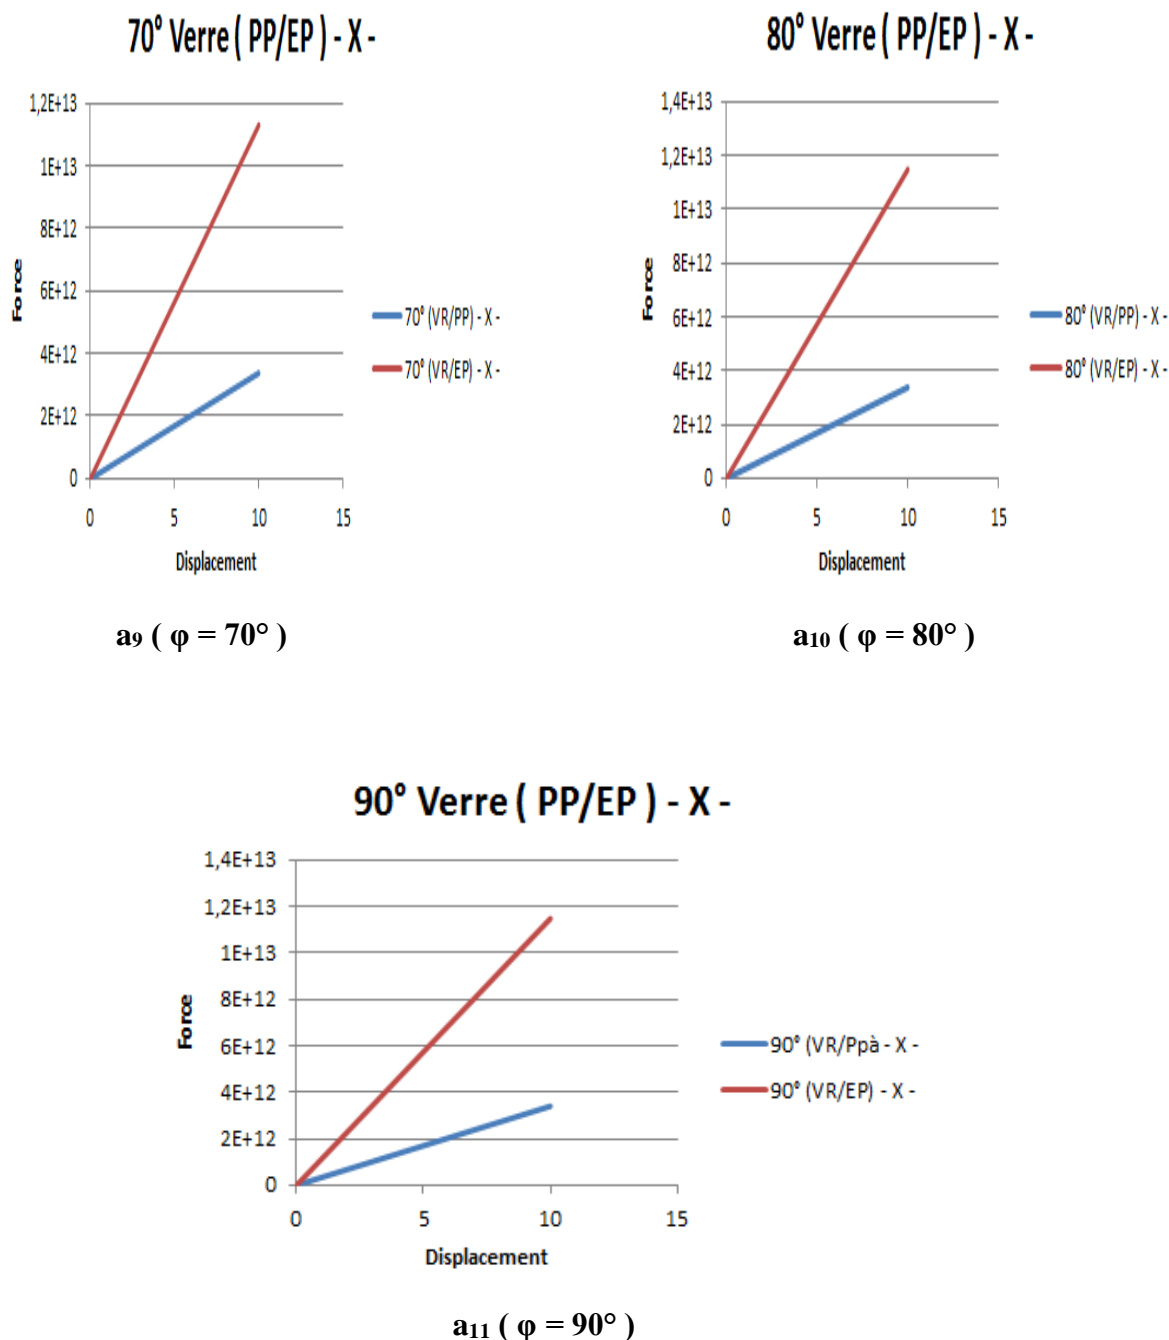 70° Verre ( PP/EP ) - X -
1,2E+13
1E+13
8E+12
6E+12
4E+12
2E+12
0
Force
0 5 10 15
Displacement
70° (VR/PP) - X -
70° (VR/EP) - X -
a₉ ( φ = 70° )
80° Verre ( PP/EP ) - X -
1,4E+13
1,2E+13
1E+13
8E+12
6E+12
4E+12
2E+12
0
Force
0 5 10 15
Displacement
80° (VR/PP) - X -
80° (VR/EP) - X -
a₁₀ ( φ = 80° )
90° Verre ( PP/EP ) - X -
1,4E+13
1,2E+13
1E+13
8E+12
6E+12
4E+12
2E+12
0
Force
0 5 10 15
Displacement
90° (VR/Ppà - X -
90° (VR/EP) - X -
a₁₁ ( φ = 90° )